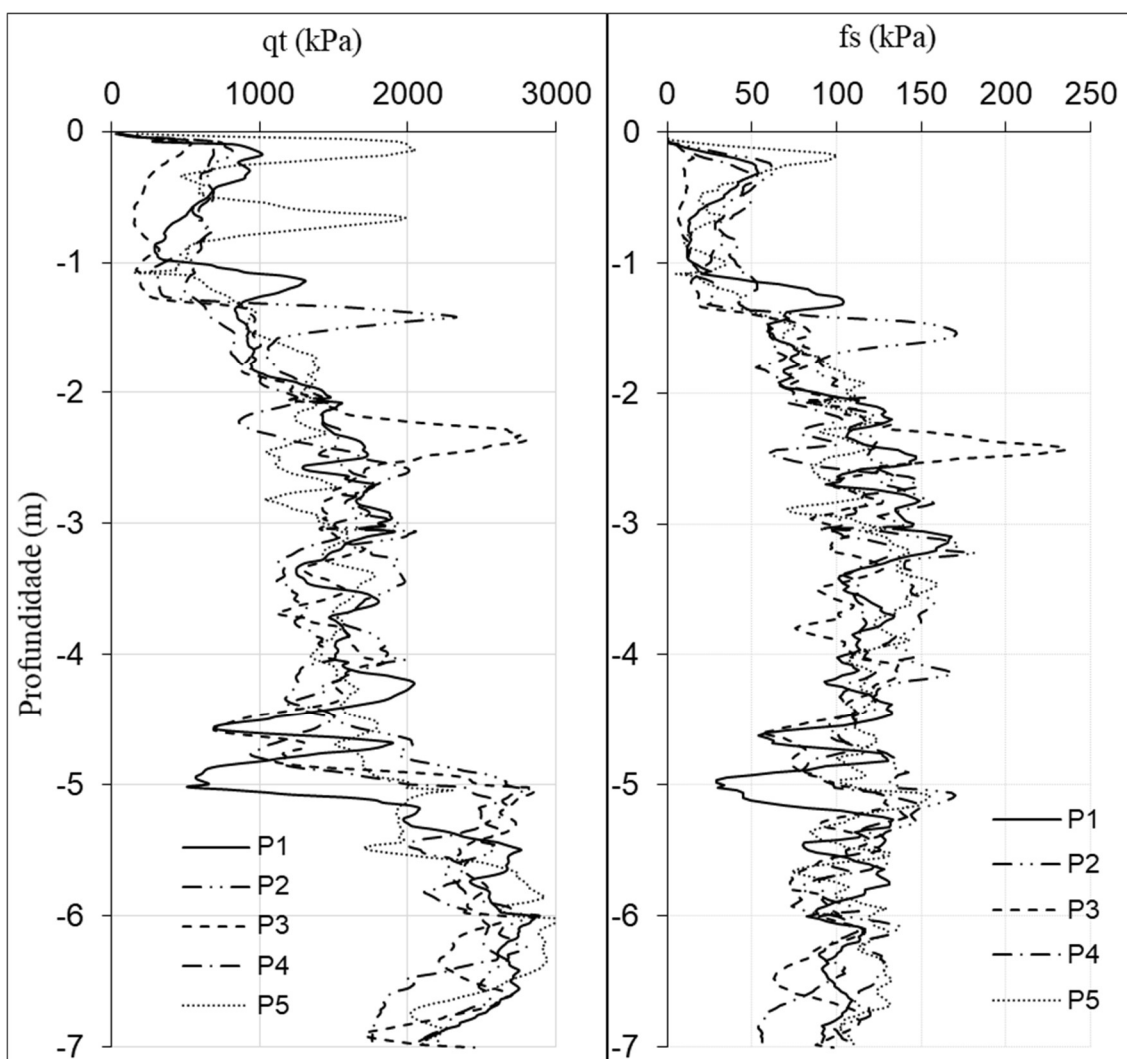 qt (kPa)
0 1000 2000 3000
Profundidade (m)
0
-1
-2
-3
-4
-5
-6
-7
P1
P2
P3
P4
P5
fs (kPa)
0 50 100 150 200 250
0
-1
-2
-3
-4
-5
-6
-7
P1
P2
P3
P4
P5